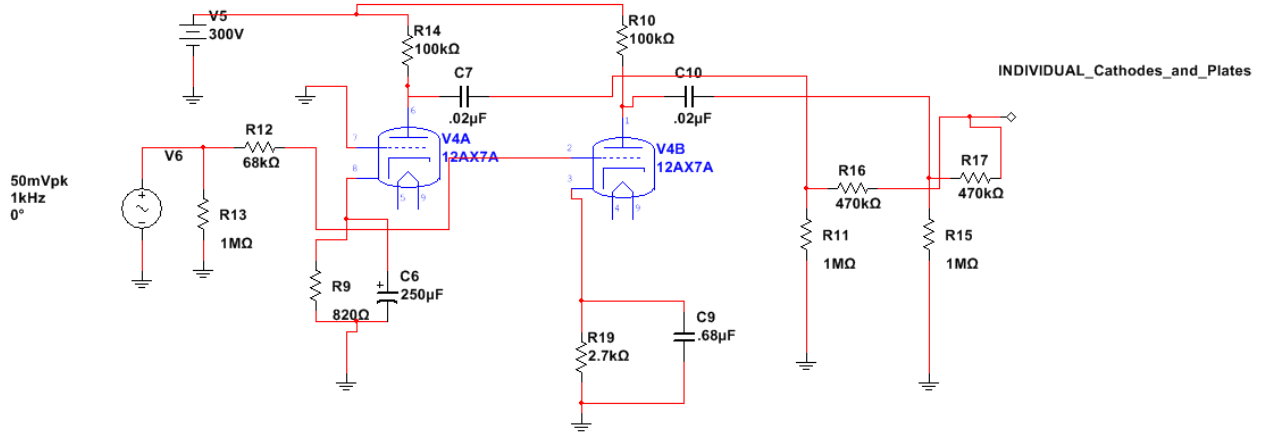 V5
300V
R14
100kΩ
R10
100kΩ
C7
.02µF
C10
.02µF
INDIVIDUAL_Cathodes_and_Plates
6
7
8
5
9
V4A
12AX7A
1
2
3
4
9
V4B
12AX7A
R12
68kΩ
V6
50mVpk
1kHz
0°
R13
1MΩ
R16
470kΩ
R17
470kΩ
R11
1MΩ
R15
1MΩ
R9
820Ω
C6
250µF
R19
2.7kΩ
C9
.68µF